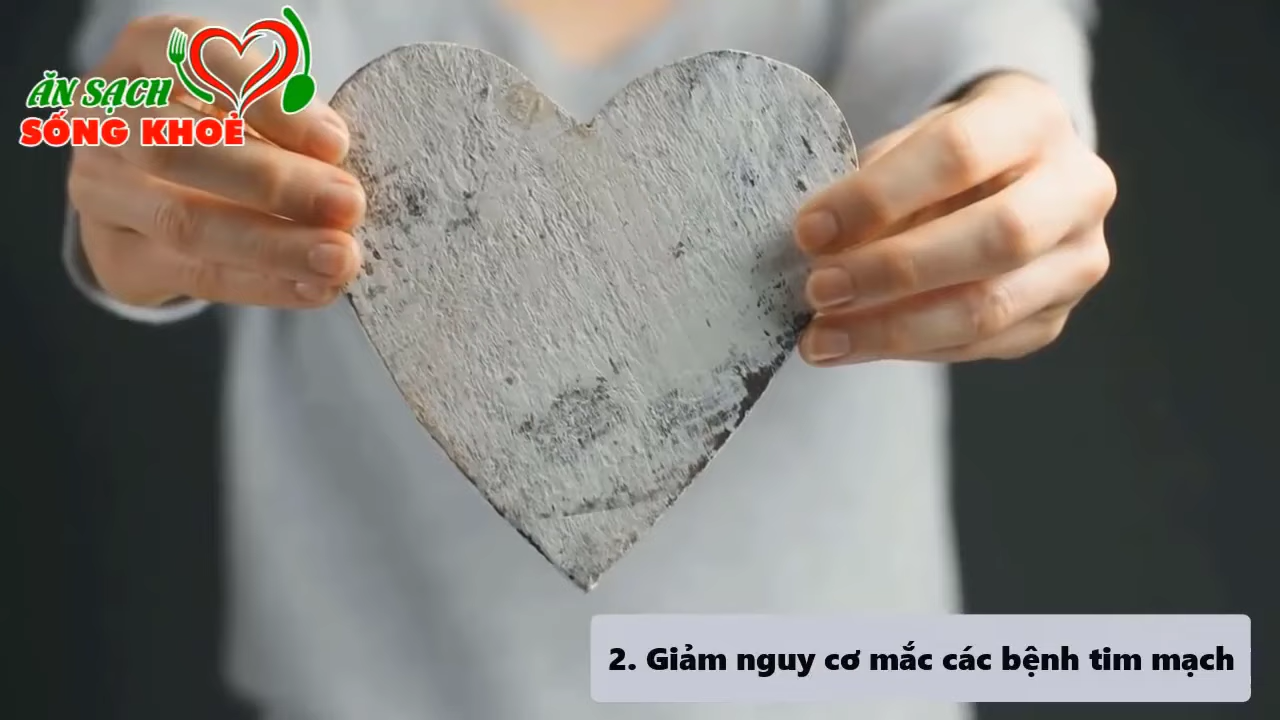 ĂN SẠCH
SỐNG KHOẺ
2. Giảm nguy cơ mắc các bệnh tim mạch